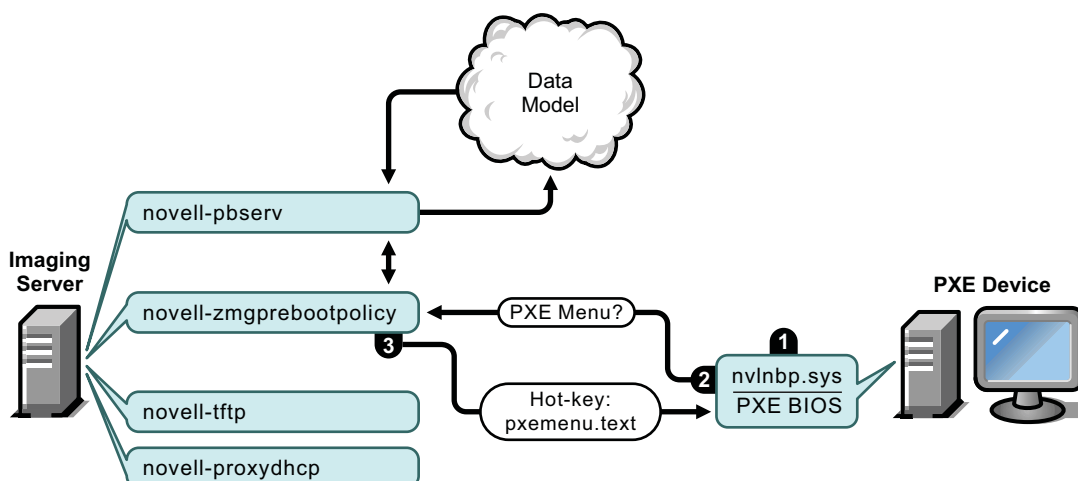 Data
Model
novell-pbserv
Imaging
Server
PXE Device
novell-zmgprebootpolicy
PXE Menu?
3
1
2
nvlnbp.sys
PXE BIOS
Hot-key:
pxemenu.text
novell-tftp
novell-proxydhcp